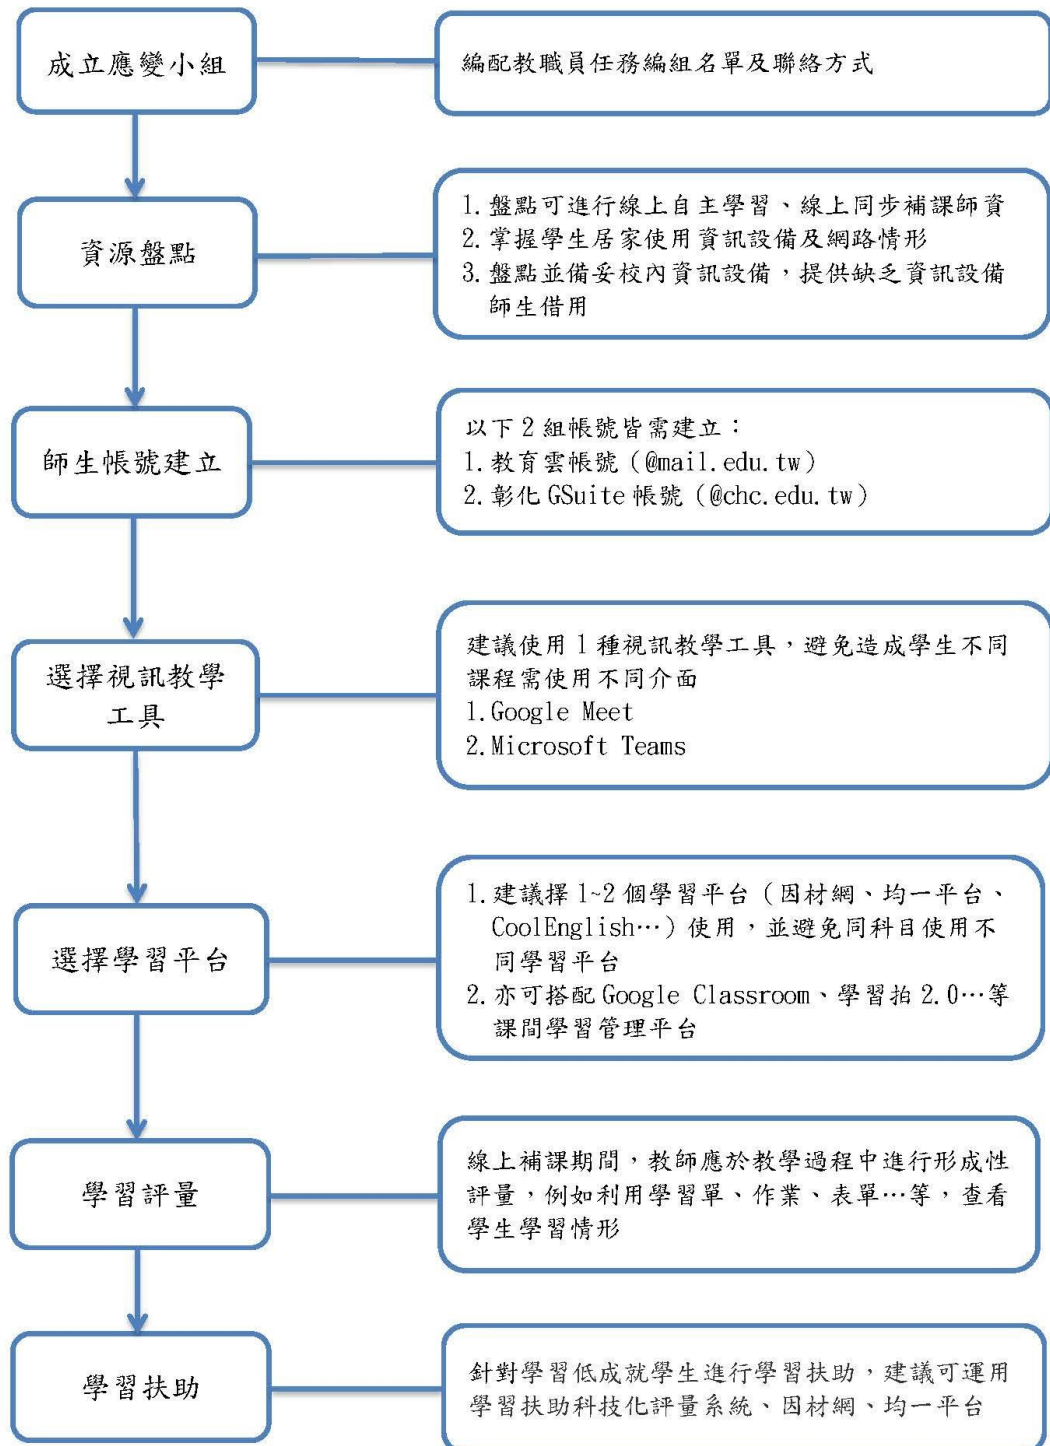 成立應變小組
編配教職員任務編組名單及聯絡方式
資源盤點
1.盤點可進行線上自主學習、線上同步補課師資
2.掌握學生居家使用資訊設備及網路情形
3.盤點並備妥校內資訊設備，提供缺乏資訊設備
師生借用
師生帳號建立
以下2組帳號皆需建立：
1.教育雲帳號（@mail.edu.tw）
2.彰化GSuite帳號（@chc.edu.tw）
選擇視訊教學
工具
建議使用1種視訊教學工具，避免造成學生不同
課程需使用不同介面
1.Google Meet
2.Microsoft Teams
選擇學習平台
1.建議擇1~2個學習平台（因材網、均一平台、
CoolEnglish…）使用，並避免同科目使用不
同學習平台
2.亦可搭配Google Classroom、學習拍2.0…等
課間學習管理平台
學習評量
線上補課期間，教師應於教學過程中進行形成性
評量，例如利用學習單、作業、表單…等，查看
學生學習情形
學習扶助
針對學習低成就學生進行學習扶助，建議可運用
學習扶助科技化評量系統、因材網、均一平台